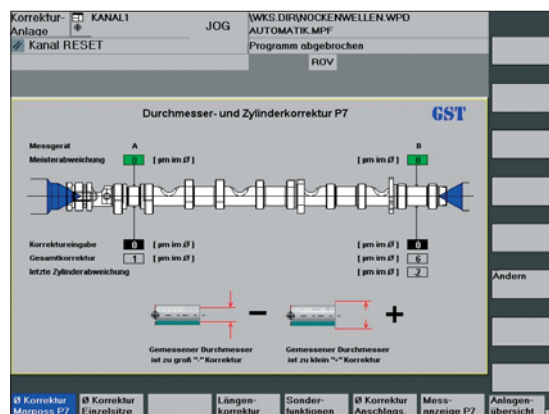 Korrektur-
Anlage
KANAL1
JOG
\WKS.DIR\NOCKENWELLEN.WPD
AUTOMATIK.MPF
Kanal RESET
Programm abgebrochen
ROV
Durchmesser- und Zylinderkorrektur P7
GST
Messgerät A B
Meisterabweichung 0 [ µm im Ø ] [ µm im Ø ] 0
Korrektureingabe 0 [ µm im Ø ] [ µm im Ø ] 0
Gesamtkorrektur 1 [ µm im Ø ] [ µm im Ø ] 6
letzte Zylinderabweichung [ µm im Ø ] -2
Ändern
− +
Gemessener Durchmesser
ist zu groß "-" Korrektur
Gemessener Durchmesser
ist zu klein "+" Korrektur
Ø Korrektur
Marposs P7
Ø Korrektur
Einzelsitze
Längen-
korrektur
Sonder-
funktionen
Ø Korrektur
Anschlags.
Mess-
anzeige P7
Anlagen-
übersicht